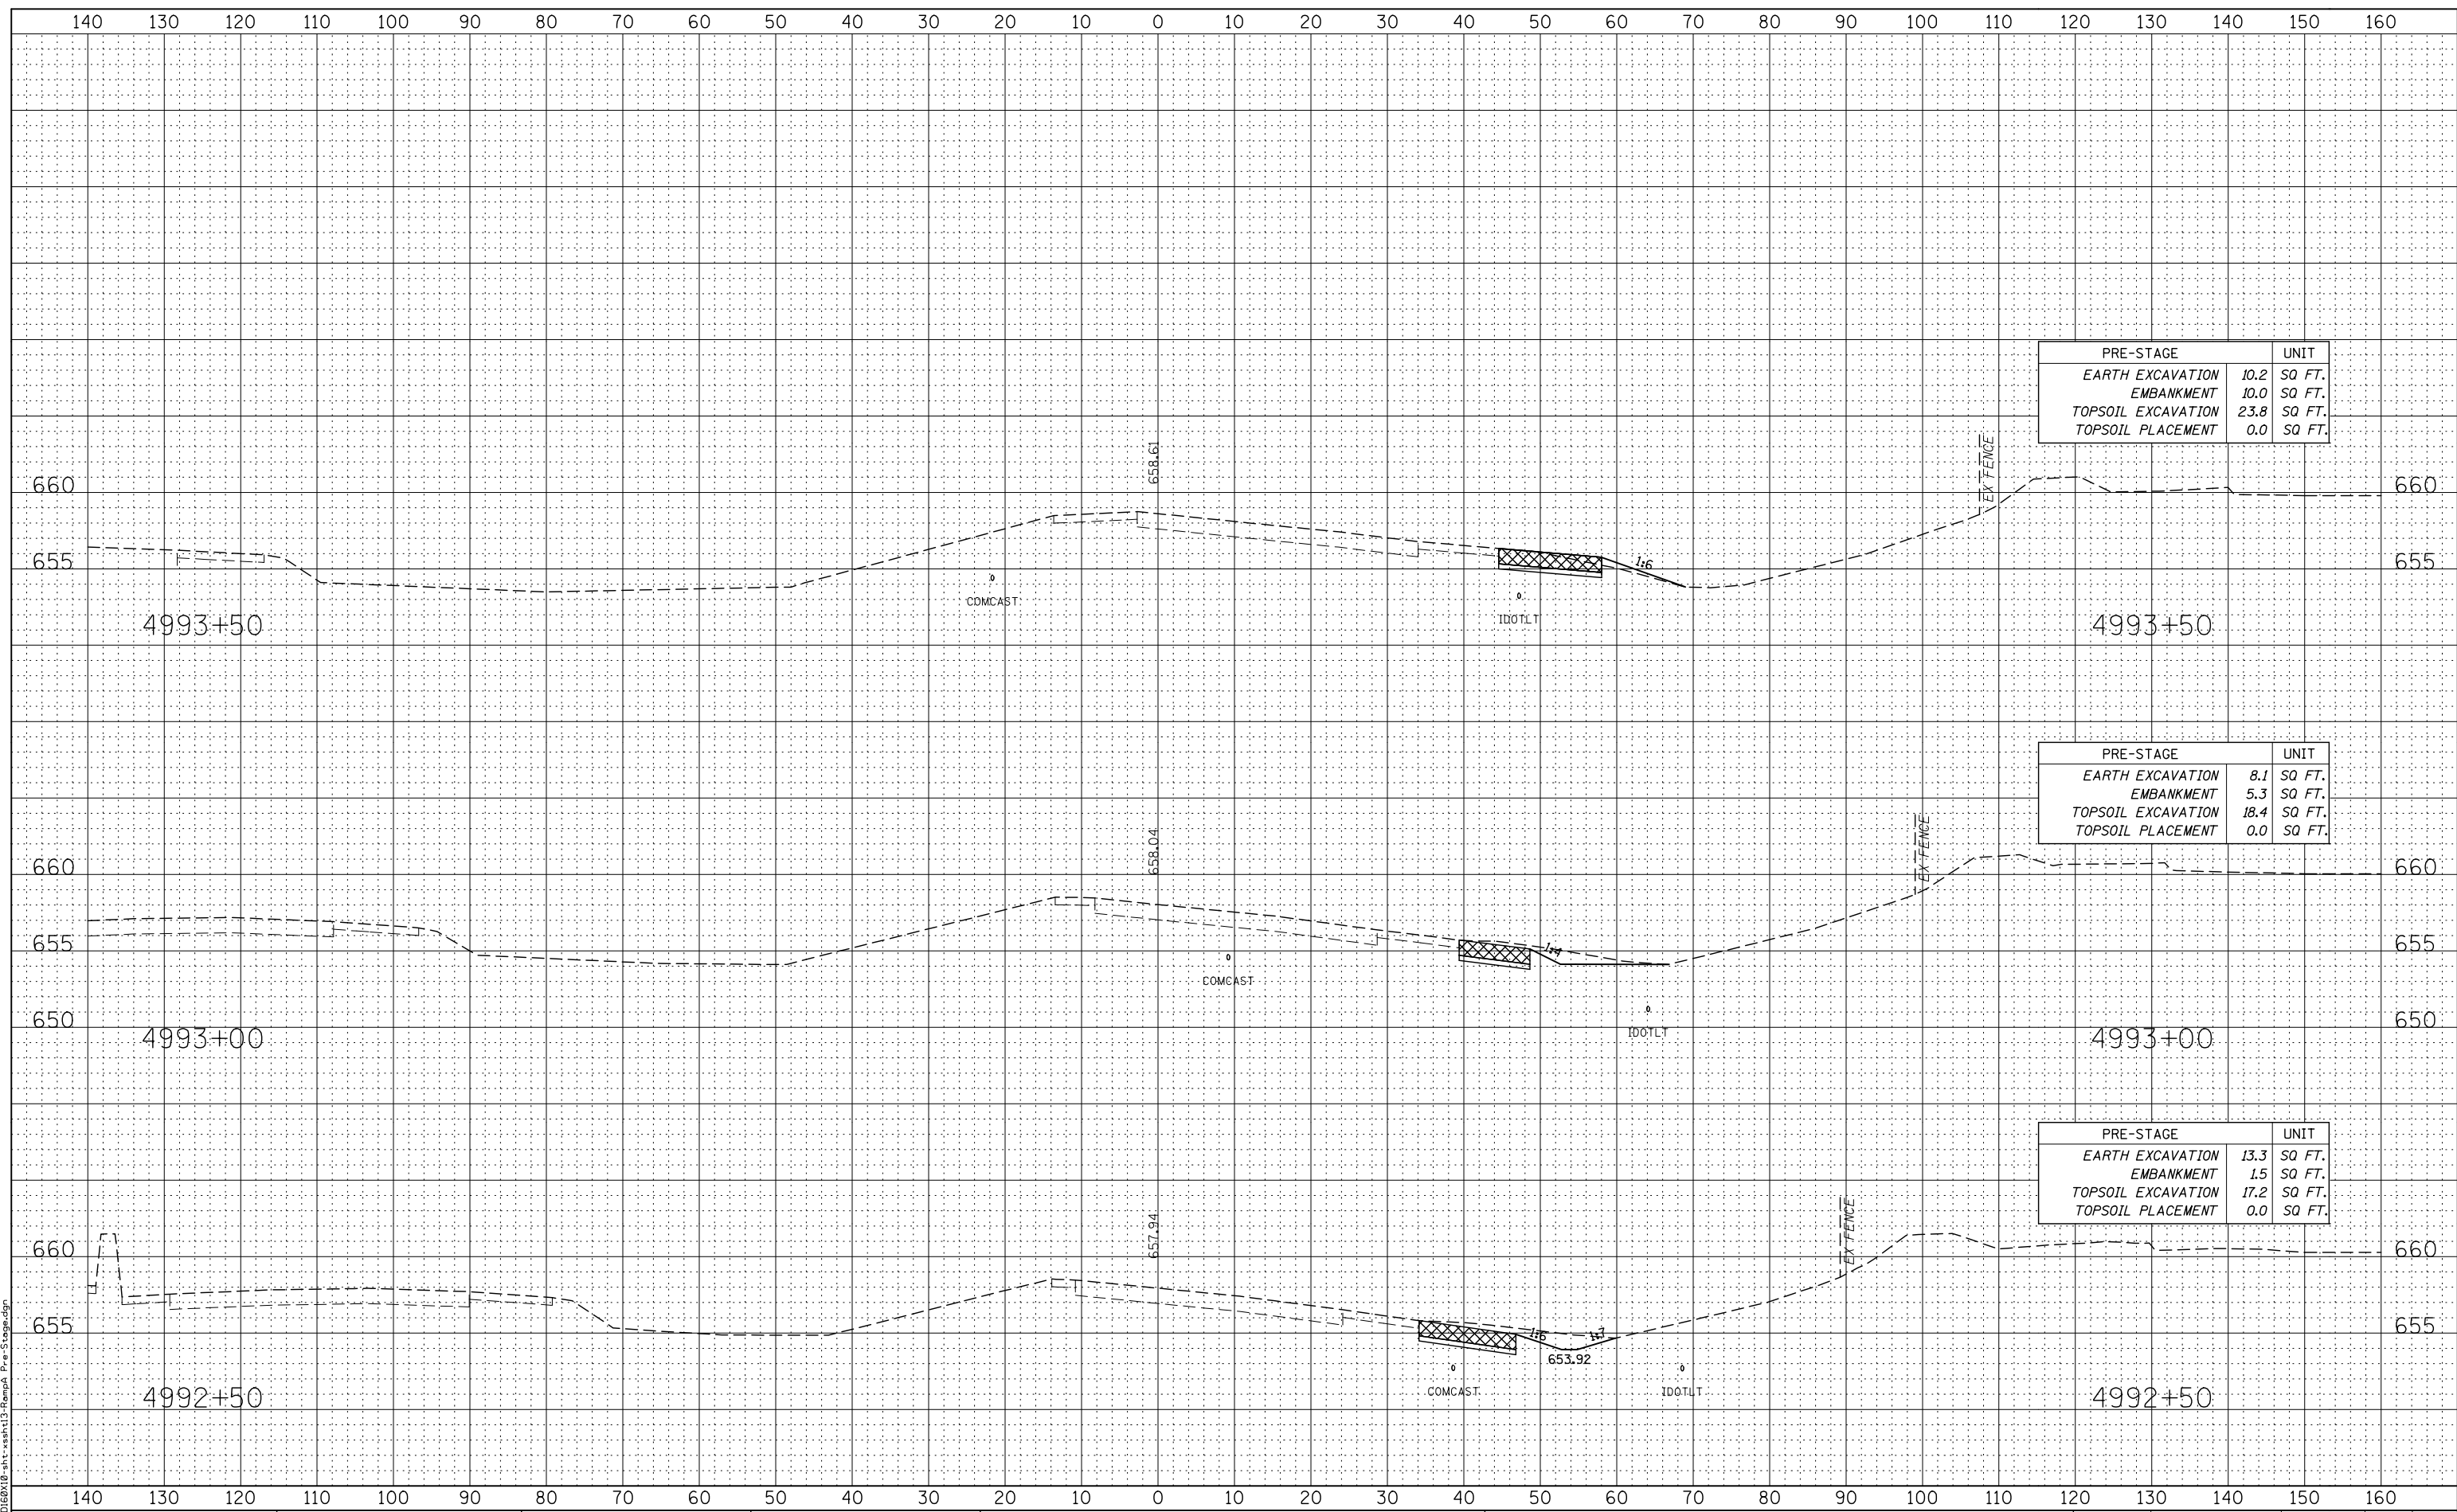 140 130 120 110 100 90 80 70 60 50 40 30 20 10 0 10 20 30 40 50 60 70 80 90 100 110 120 130 140 150 160
PRE-STAGE UNIT
EARTH EXCAVATION 10.2 SQ FT.
EMBANKMENT 10.0 SQ FT.
TOPSOIL EXCAVATION 23.8 SQ FT.
TOPSOIL PLACEMENT 0.0 SQ FT.
658.61
EX FENCE
660 660
655 655
1:6
COMCAST
IDOTLT
4993+50 4993+50
PRE-STAGE UNIT
EARTH EXCAVATION 8.1 SQ FT.
EMBANKMENT 5.3 SQ FT.
TOPSOIL EXCAVATION 18.4 SQ FT.
TOPSOIL PLACEMENT 0.0 SQ FT.
658.04
EX FENCE
660 660
655 655
1:4
COMCAST
650 650
IDOTLT
4993+00 4993+00
PRE-STAGE UNIT
EARTH EXCAVATION 13.3 SQ FT.
EMBANKMENT 1.5 SQ FT.
TOPSOIL EXCAVATION 17.2 SQ FT.
TOPSOIL PLACEMENT 0.0 SQ FT.
657.94
EX FENCE
660 660
655 655
1:6 1:7
653.92
COMCAST IDOTLT
4992+50 4992+50
D160X10-sht-xssht13-RampA Pre-Stage.dgn
140 130 120 110 100 90 80 70 60 50 40 30 20 10 0 10 20 30 40 50 60 70 80 90 100 110 120 130 140 150 160